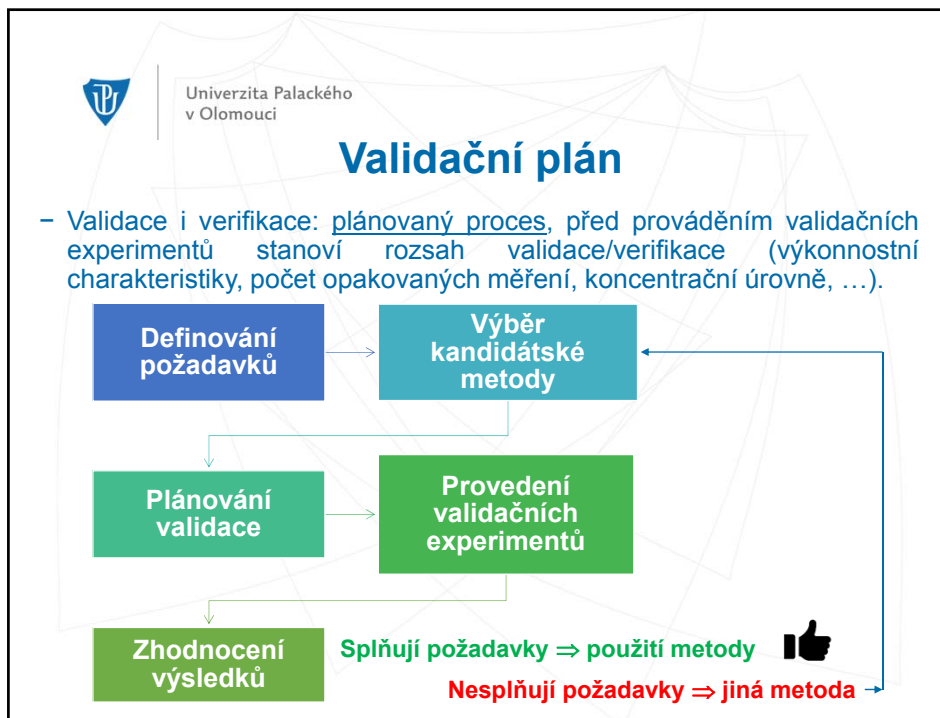 Univerzita Palackého
v Olomouci
Validační plán
− Validace i verifikace: plánovaný proces, před prováděním validačních
experimentů stanoví rozsah validace/verifikace (výkonnostní
charakteristiky, počet opakovaných měření, koncentrační úrovně, …).
Definování
požadavků
Výběr
kandidátské
metody
Plánování
validace
Provedení
validačních
experimentů
Zhodnocení
výsledků
Splňují požadavky ⇒ použití metody
Nesplňují požadavky ⇒ jiná metoda